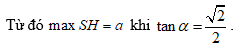 Từ đó max SH = a khi tan α = √2/2 .